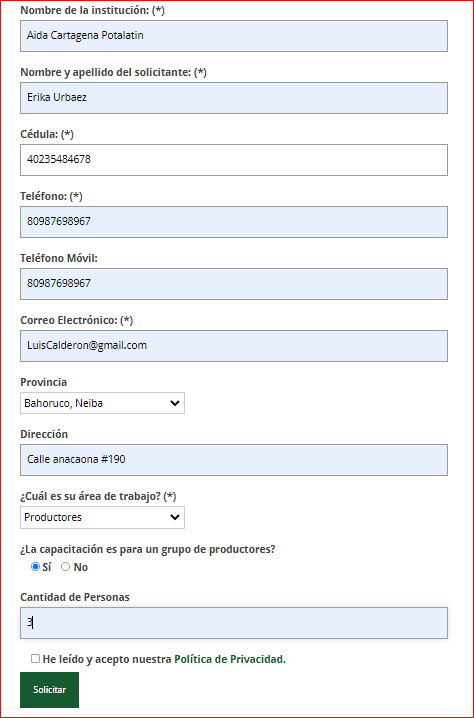 Nombre de la institución: (*)
Aida Cartagena Potalatin
Nombre y apellido del solicitante: (*)
Erika Urbaez
Cédula: (*)
40235484678
Teléfono: (*)
80987698967
Teléfono Móvil:
80987698967
Correo Electrónico: (*)
LuisCalderon@gmail.com
Provincia
Bahoruco, Neiba
Dirección
Calle anacaona #190
¿Cuál es su área de trabajo? (*)
Productores
¿La capacitación es para un grupo de productores?
Sí No
Cantidad de Personas
3
He leído y acepto nuestra Política de Privacidad.
Solicitar